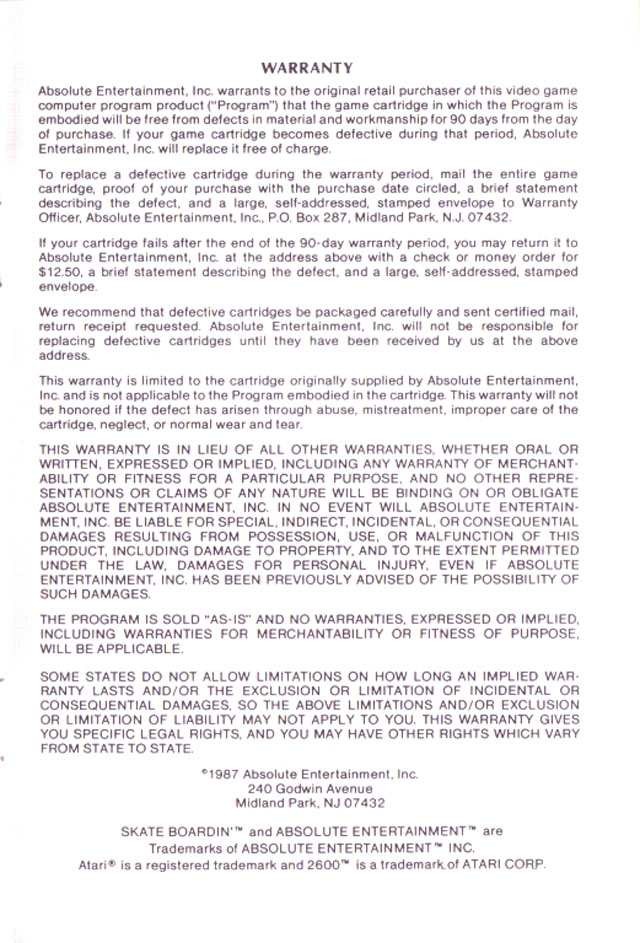 WARRANTY
Absolute Entertainment, Inc. warrants to the original retail purchaser of this video game
computer program product (“Program”) that the game cartridge in which the Program is
embodied will be free from defects in material and workmanship for 90 days from the day
of purchase. If your game cartridge becomes defective during that period, Absolute
Entertainment, Inc. will replace it free of charge.
To replace a defective cartridge during the warranty period, mail the entire game
cartridge, proof of your purchase with the purchase date circled, a brief statement
describing the defect, and a large, self-addressed, stamped envelope to Warranty
Officer, Absolute Entertainment, Inc., P.O. Box 287, Midland Park, N.J. 07432.
If your cartridge fails after the end of the 90-day warranty period, you may return it to
Absolute Entertainment, Inc. at the address above with a check or money order for
$12.50, a brief statement describing the defect, and a large, self-addressed, stamped
envelope.
We recommend that defective cartridges be packaged carefully and sent certified mail,
return receipt requested. Absolute Entertainment, Inc. will not be responsible for
replacing defective cartridges until they have been received by us at the above
address.
This warranty is limited to the cartridge originally supplied by Absolute Entertainment,
Inc. and is not applicable to the Program embodied in the cartridge. This warranty will not
be honored if the defect has arisen through abuse, mistreatment, improper care of the
cartridge, neglect, or normal wear and tear.
THIS WARRANTY IS IN LIEU OF ALL OTHER WARRANTIES, WHETHER ORAL OR
WRITTEN, EXPRESSED OR IMPLIED, INCLUDING ANY WARRANTY OF MERCHANT-
ABILITY OR FITNESS FOR A PARTICULAR PURPOSE, AND NO OTHER REPRE-
SENTATIONS OR CLAIMS OF ANY NATURE WILL BE BINDING ON OR OBLIGATE
ABSOLUTE ENTERTAINMENT, INC. IN NO EVENT WILL ABSOLUTE ENTERTAIN-
MENT, INC. BE LIABLE FOR SPECIAL, INDIRECT, INCIDENTAL, OR CONSEQUENTIAL
DAMAGES RESULTING FROM POSSESSION, USE, OR MALFUNCTION OF THIS
PRODUCT, INCLUDING DAMAGE TO PROPERTY, AND TO THE EXTENT PERMITTED
UNDER THE LAW, DAMAGES FOR PERSONAL INJURY, EVEN IF ABSOLUTE
ENTERTAINMENT, INC. HAS BEEN PREVIOUSLY ADVISED OF THE POSSIBILITY OF
SUCH DAMAGES.
THE PROGRAM IS SOLD “AS-IS” AND NO WARRANTIES, EXPRESSED OR IMPLIED,
INCLUDING WARRANTIES FOR MERCHANTABILITY OR FITNESS OF PURPOSE,
WILL BE APPLICABLE.
SOME STATES DO NOT ALLOW LIMITATIONS ON HOW LONG AN IMPLIED WAR-
RANTY LASTS AND/OR THE EXCLUSION OR LIMITATION OF INCIDENTAL OR
CONSEQUENTIAL DAMAGES, SO THE ABOVE LIMITATIONS AND/OR EXCLUSION
OR LIMITATION OF LIABILITY MAY NOT APPLY TO YOU. THIS WARRANTY GIVES
YOU SPECIFIC LEGAL RIGHTS, AND YOU MAY HAVE OTHER RIGHTS WHICH VARY
FROM STATE TO STATE.
©1987 Absolute Entertainment, Inc.
240 Godwin Avenue
Midland Park, NJ 07432
SKATE BOARDIN'™ and ABSOLUTE ENTERTAINMENT™ are
Trademarks of ABSOLUTE ENTERTAINMENT™ INC.
Atari® is a registered trademark and 2600™ is a trademark of ATARI CORP.